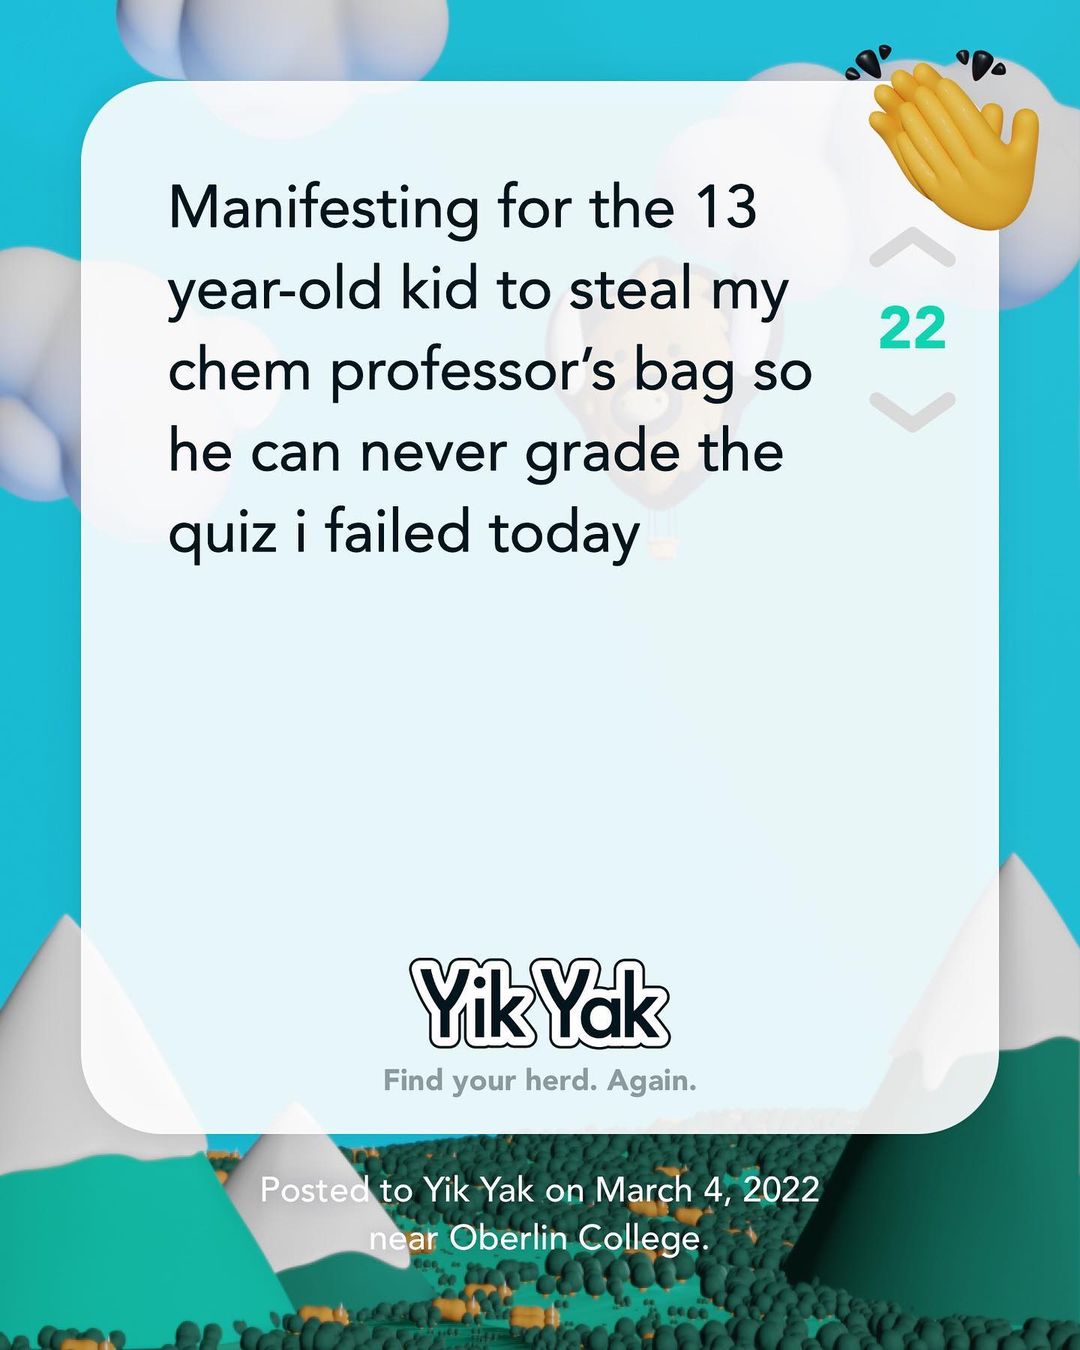 Manifesting for the 13
year-old kid to steal my
chem professor’s bag so
he can never grade the
quiz i failed today
22
Yik Yak
Find your herd. Again.
Posted to Yik Yak on March 4, 2022
near Oberlin College.